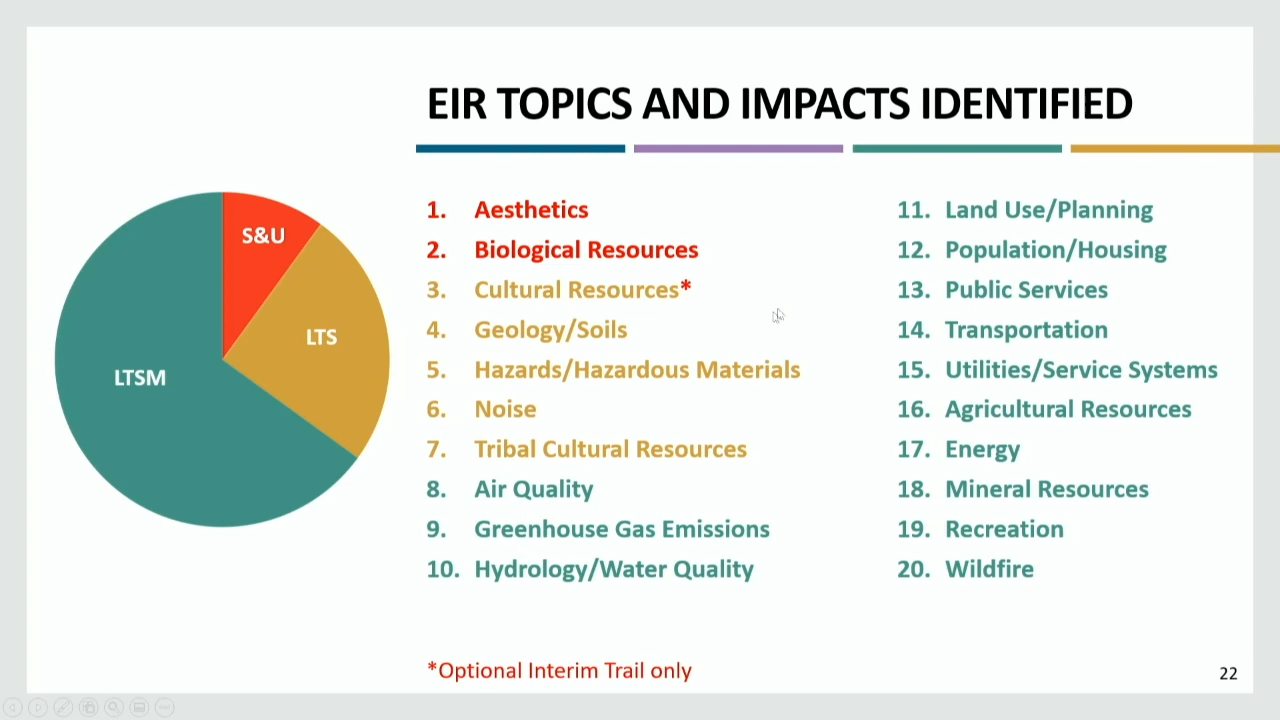 EIR TOPICS AND IMPACTS IDENTIFIED
S&U
LTS
LTSM
1. Aesthetics
2. Biological Resources
3. Cultural Resources*
4. Geology/Soils
5. Hazards/Hazardous Materials
6. Noise
7. Tribal Cultural Resources
8. Air Quality
9. Greenhouse Gas Emissions
10. Hydrology/Water Quality
11. Land Use/Planning
12. Population/Housing
13. Public Services
14. Transportation
15. Utilities/Service Systems
16. Agricultural Resources
17. Energy
18. Mineral Resources
19. Recreation
20. Wildfire
*Optional Interim Trail only
22